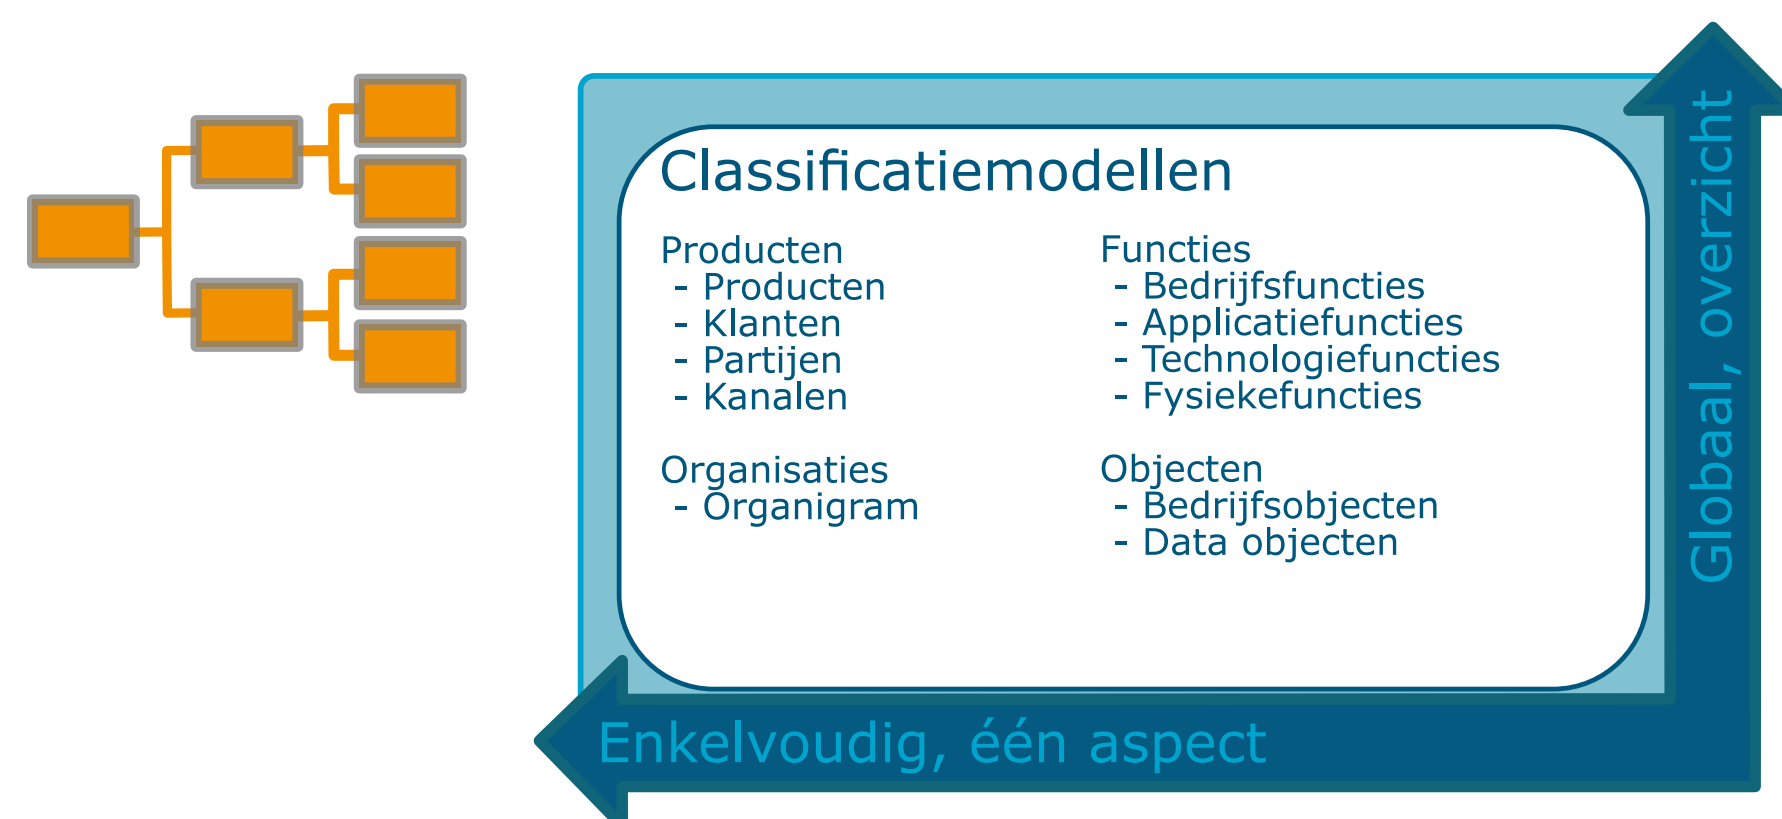 Classificatiemodellen
Producten
- Producten
- Klanten
- Partijen
- Kanalen
Organisaties
- Organigram
Functies
- Bedrijfsfuncties
- Applicatiefuncties
- Technologiefuncties
- Fysiekefuncties
Objecten
- Bedrijfsobjecten
- Data objecten
Globaal, overzicht
Enkelvoudig, één aspect